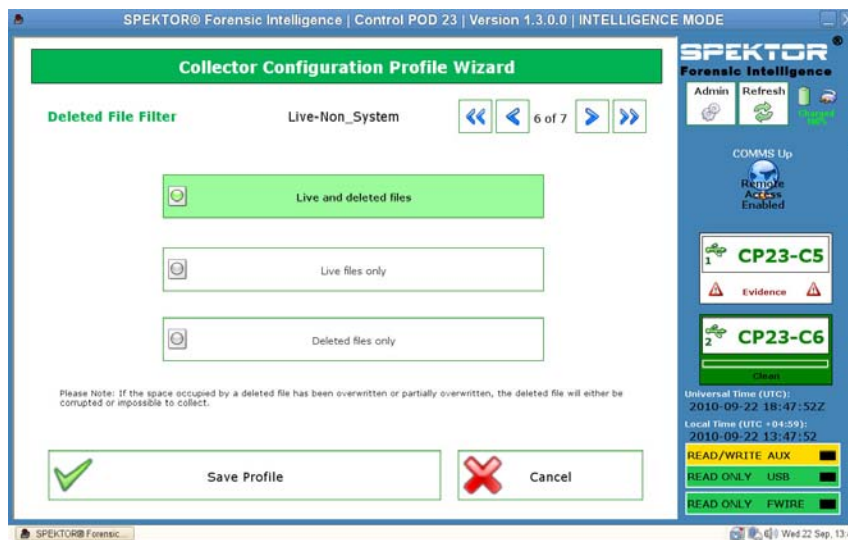 SPEKTOR® Forensic Intelligence | Control POD 23 | Version 1.3.0.0 | INTELLIGENCE MODE
Collector Configuration Profile Wizard
Deleted File Filter
Live-Non_System
6 of 7
Live and deleted files
Live files only
Deleted files only
Please Note: If the space occupied by a deleted file has been overwritten or partially overwritten, the deleted file will either be
corrupted or impossible to collect.
Save Profile
Cancel
SPEKTOR®
Forensic Intelligence
Admin
Refresh
Charged
100%
COMMS Up
Remote
Access
Enabled
1
CP23-C5
Evidence
2
CP23-C6
Clean
Universal Time (UTC):
2010-09-22 18:47:52Z
Local Time (UTC +04:59):
2010-09-22 13:47:52
READ/WRITE AUX
READ ONLY USB
READ ONLY FWIRE
SPEKTOR® Forensic...
Wed 22 Sep, 13: